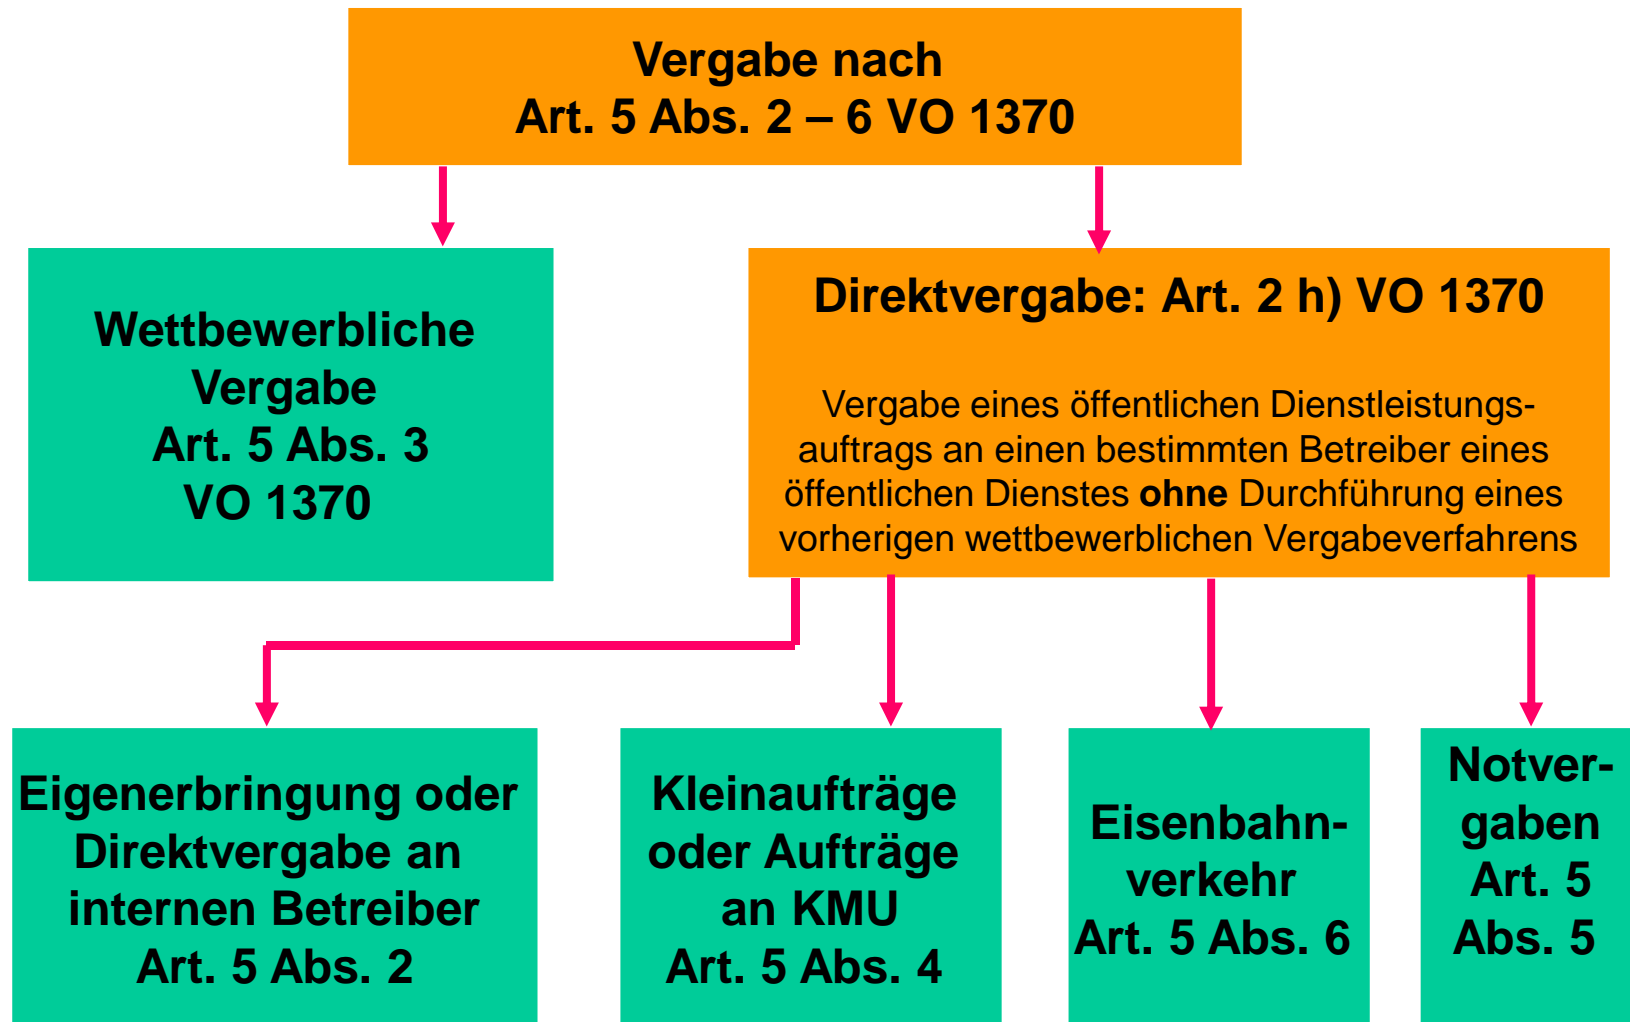 Vergabe nach
Art. 5 Abs. 2 – 6 VO 1370
Wettbewerbliche
Vergabe
Art. 5 Abs. 3
VO 1370
Direktvergabe: Art. 2 h) VO 1370
Vergabe eines öffentlichen Dienstleistungs-
auftrags an einen bestimmten Betreiber eines
öffentlichen Dienstes ohne Durchführung eines
vorherigen wettbewerblichen Vergabeverfahrens
Eigenerbringung oder
Direktvergabe an
internen Betreiber
Art. 5 Abs. 2
Kleinaufträge
oder Aufträge
an KMU
Art. 5 Abs. 4
Eisenbahn-
verkehr
Art. 5 Abs. 6
Notver-
gaben
Art. 5
Abs. 5